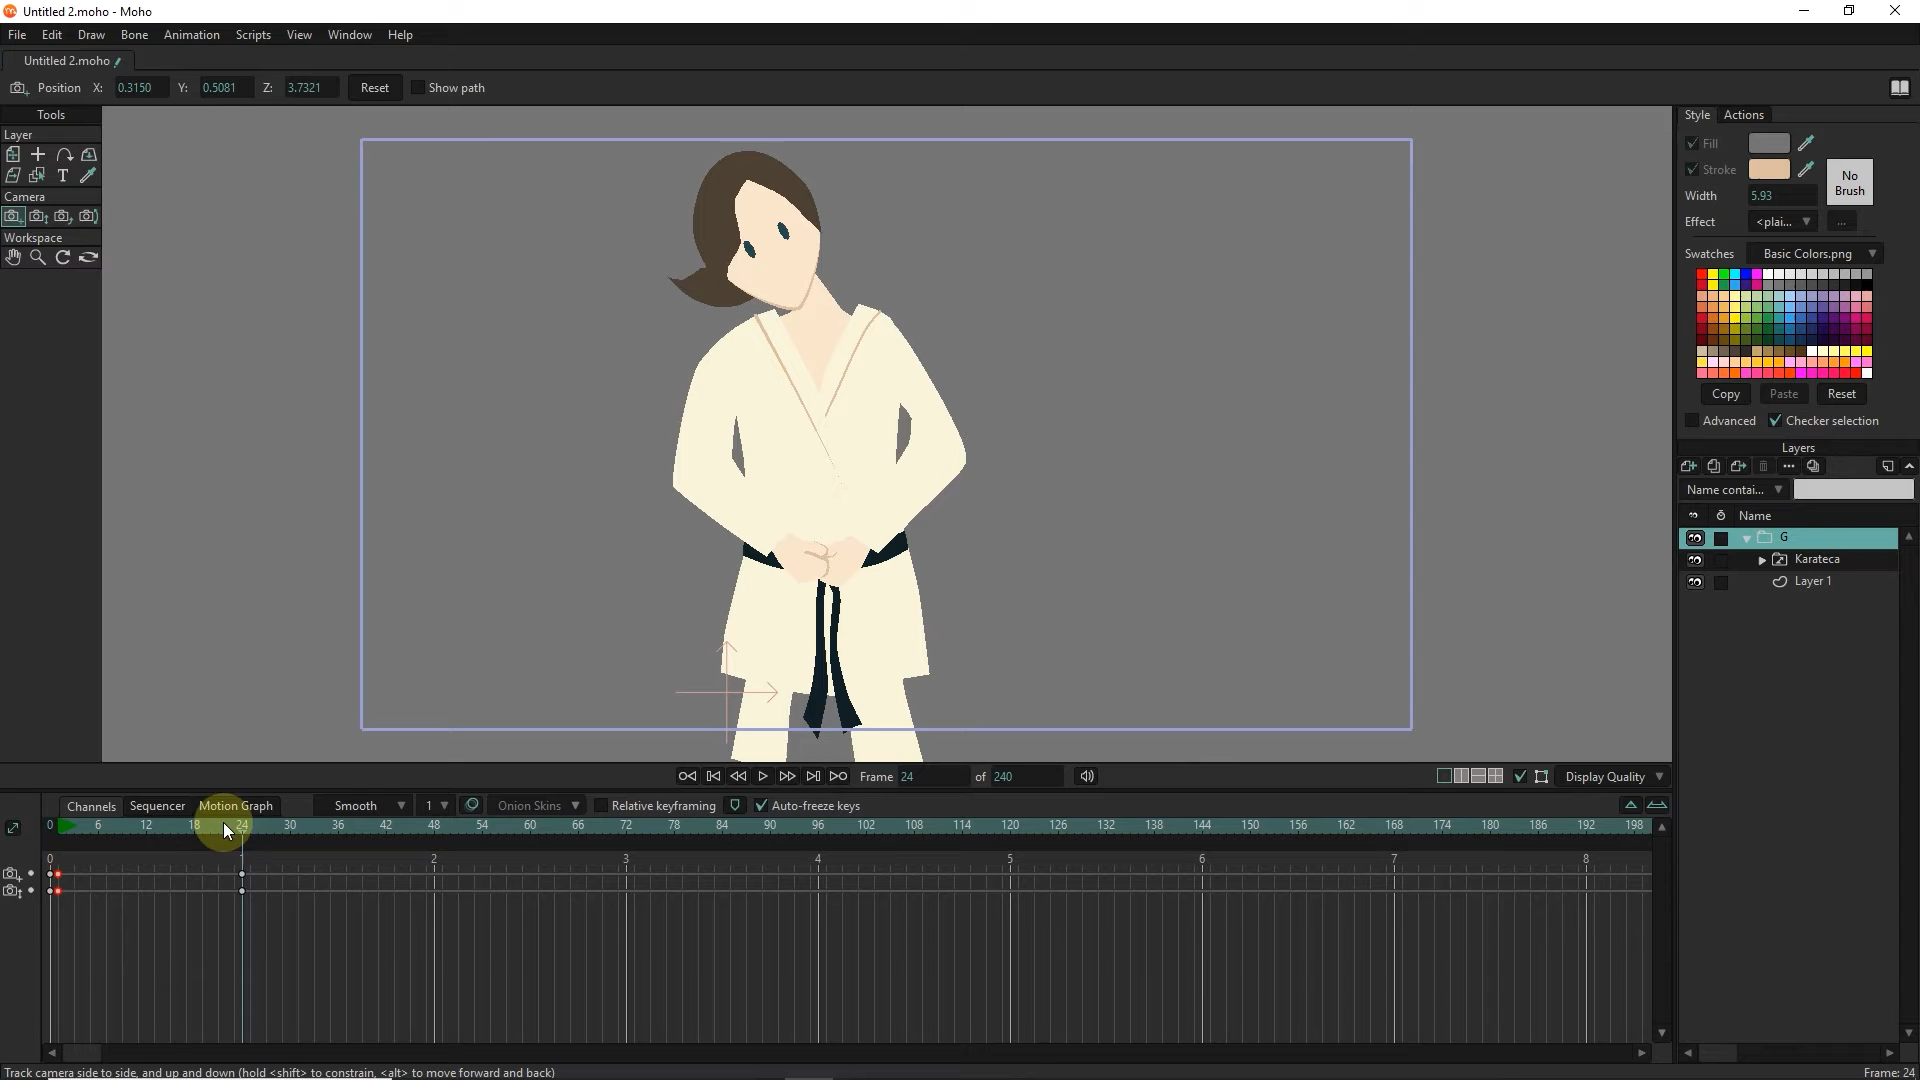 Untitled 2.moho - Moho
File Edit Draw Bone Animation Scripts View Window Help
Untitled 2.moho
Position X: 0.3150 Y: 0.5081 Z: 3.7321 Reset Show path
Tools
Layer
T
Camera
Workspace
Style Actions
Fill
Stroke
No Brush
Width 5.93
Effect <plai... ...
Swatches Basic Colors.png
Copy Paste Reset
Advanced Checker selection
Layers
Name contai...
Name
G
Karateca
Layer 1
Frame 24 of 240 Display Quality
Channels Sequencer Motion Graph Smooth 1 Onion Skins Relative keyframing Auto-freeze keys
0 6 12 18 24 30 36 42 48 54 60 66 72 78 84 90 96 102 108 114 120 126 132 138 144 150 156 162 168 174 180 186 192 198
0 1 2 3 4 5 6 7 8
Track camera side to side, and up and down (hold <shift> to constrain, <alt> to move forward and back) Frame: 24